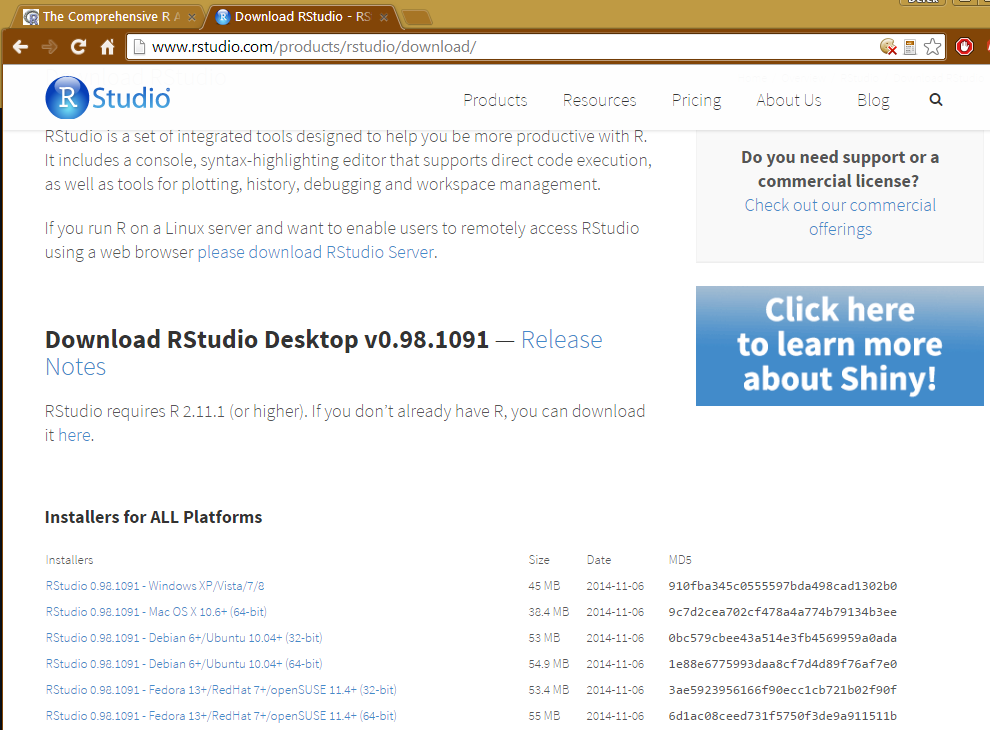 The Comprehensive R A
Download RStudio - RS
www.rstudio.com/products/rstudio/download/
R Studio
Products Resources Pricing About Us Blog
RStudio is a set of integrated tools designed to help you be more productive with R.
It includes a console, syntax-highlighting editor that supports direct code execution,
as well as tools for plotting, history, debugging and workspace management.
If you run R on a Linux server and want to enable users to remotely access RStudio
using a web browser please download RStudio Server.
Do you need support or a
commercial license?
Check out our commercial
offerings
Click here
to learn more
about Shiny!
Download RStudio Desktop v0.98.1091 — Release
Notes
RStudio requires R 2.11.1 (or higher). If you don't already have R, you can download
it here.
Installers for ALL Platforms
Installers Size Date MD5
RStudio 0.98.1091 - Windows XP/Vista/7/8 45 MB 2014-11-06 910fba345c0555597bda498cad1302b0
RStudio 0.98.1091 - Mac OS X 10.6+ (64-bit) 38.4 MB 2014-11-06 9c7d2cea702cf478a4a774b79134b3ee
RStudio 0.98.1091 - Debian 6+/Ubuntu 10.04+ (32-bit) 53 MB 2014-11-06 0bc579cbee43a514e3fb4569959a0ada
RStudio 0.98.1091 - Debian 6+/Ubuntu 10.04+ (64-bit) 54.9 MB 2014-11-06 1e88e6775993daa8cf7d4d89f76af7e0
RStudio 0.98.1091 - Fedora 13+/RedHat 7+/openSUSE 11.4+ (32-bit) 53.4 MB 2014-11-06 3ae5923956166f90ecc1cb721b02f90f
RStudio 0.98.1091 - Fedora 13+/RedHat 7+/openSUSE 11.4+ (64-bit) 55 MB 2014-11-06 6d1ac08ceed731f5750f3de9a911511b